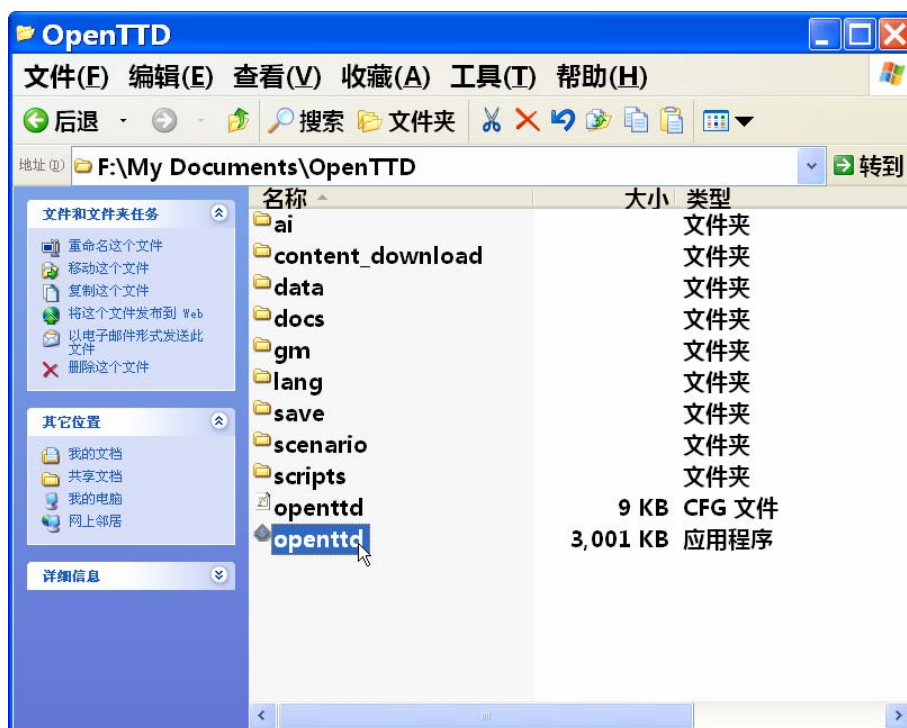 OpenTTD
文件(F) 编辑(E) 查看(V) 收藏(A) 工具(T) 帮助(H)
后退 搜索 文件夹
地址(D) F:\My Documents\OpenTTD 转到
文件和文件夹任务
重命名这个文件
移动这个文件
复制这个文件
将这个文件发布到 Web
以电子邮件形式发送此
文件
删除这个文件
其它位置
我的文档
共享文档
我的电脑
网上邻居
详细信息
名称 大小 类型
ai 文件夹
content_download 文件夹
data 文件夹
docs 文件夹
gm 文件夹
lang 文件夹
save 文件夹
scenario 文件夹
scripts 文件夹
openttd 9 KB CFG 文件
openttd 3,001 KB 应用程序